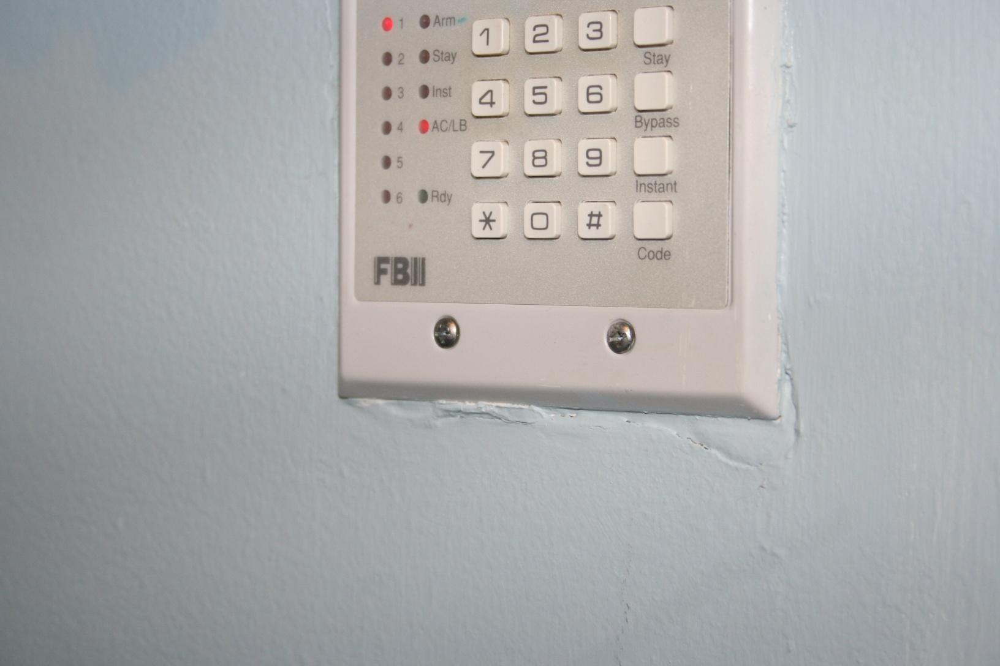 1 Arm 1 2 3
Stay
2 Stay
3 Inst 4 5 6
Bypass
4 AC/LB
5 7 8 9
Instant
6 Rdy
* 0 #
Code
FBII